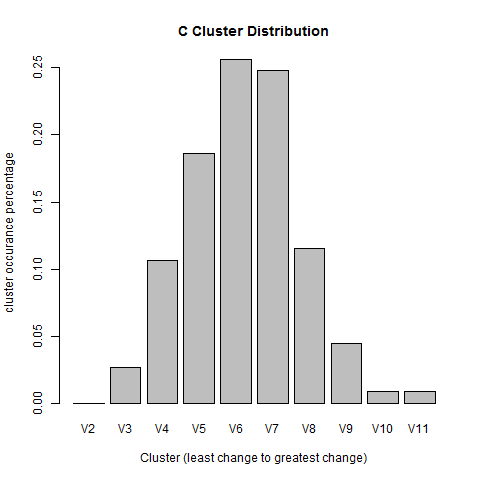 C Cluster Distribution
cluster occurance percentage
0.25
0.20
0.15
0.10
0.05
0.00
V2 V3 V4 V5 V6 V7 V8 V9 V10 V11
Cluster (least change to greatest change)